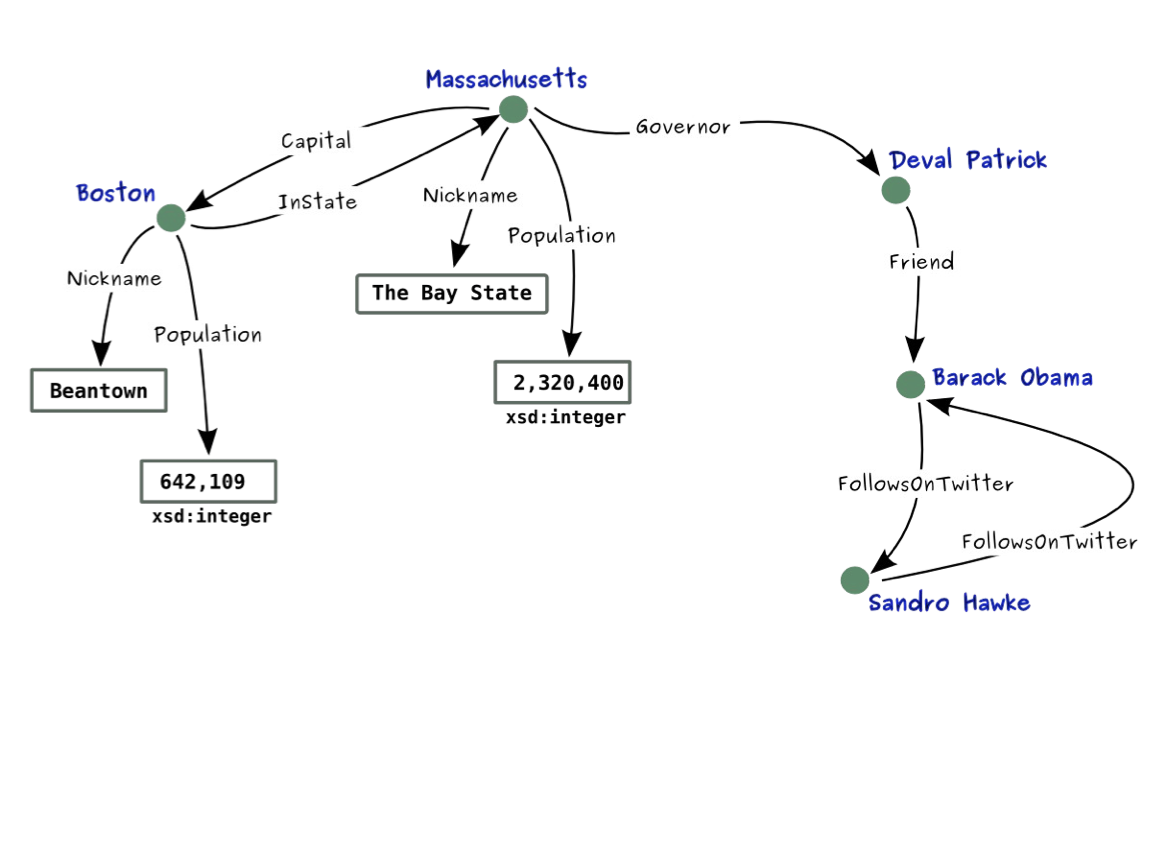 Massachusetts
Capital
Governor
Deval Patrick
Boston
InState
Nickname
Population
Friend
Nickname
The Bay State
Population
2,320,400
xsd:integer
Beantown
Barack Obama
642,109
xsd:integer
FollowsOnTwitter
FollowsOnTwitter
Sandro Hawke